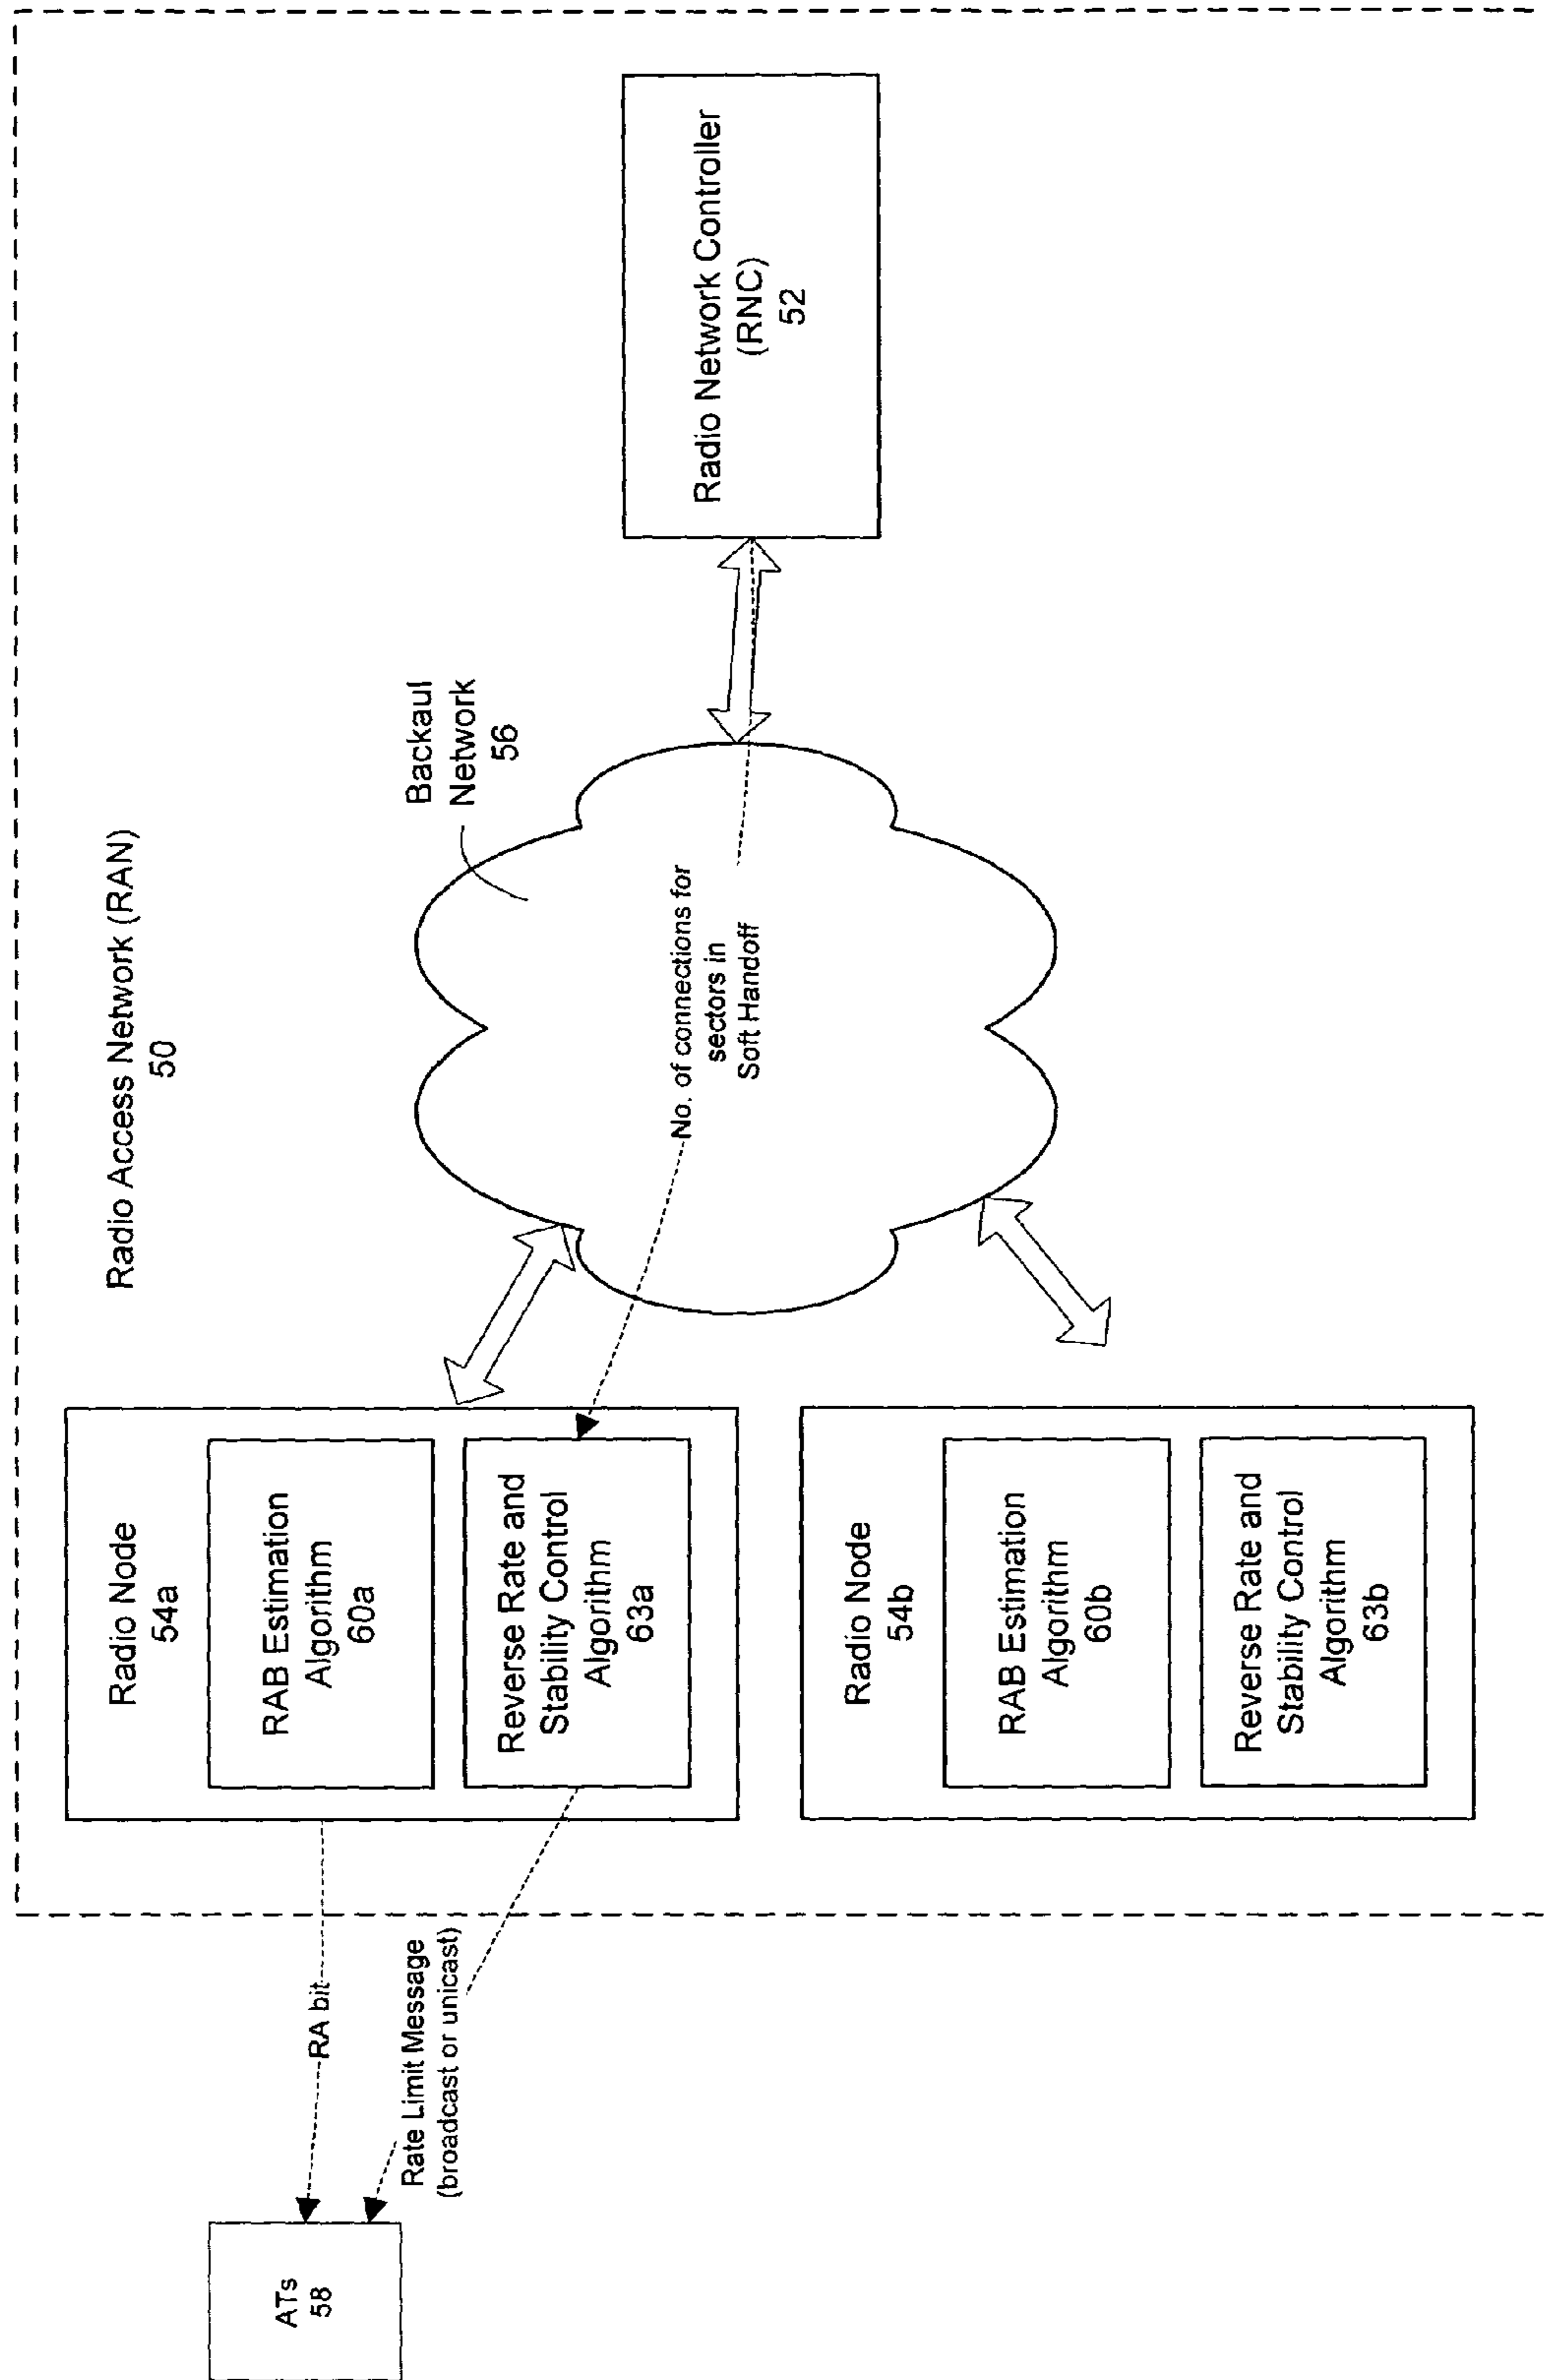 Radio Access Network (RAN)
50
Radio Node
54a
RAB Estimation
Algorithm
60a
Reverse Rate and
Stability Control
Algorithm
63a
Radio Node
54b
RAB Estimation
Algorithm
60b
Reverse Rate and
Stability Control
Algorithm
63b
ATs
58
RA bit
Rate Limit Message
(broadcast or unicast)
No. of connections for
sectors in
Soft Handoff
Backaul
Network
56
Radio Network Controller
(RNC)
52